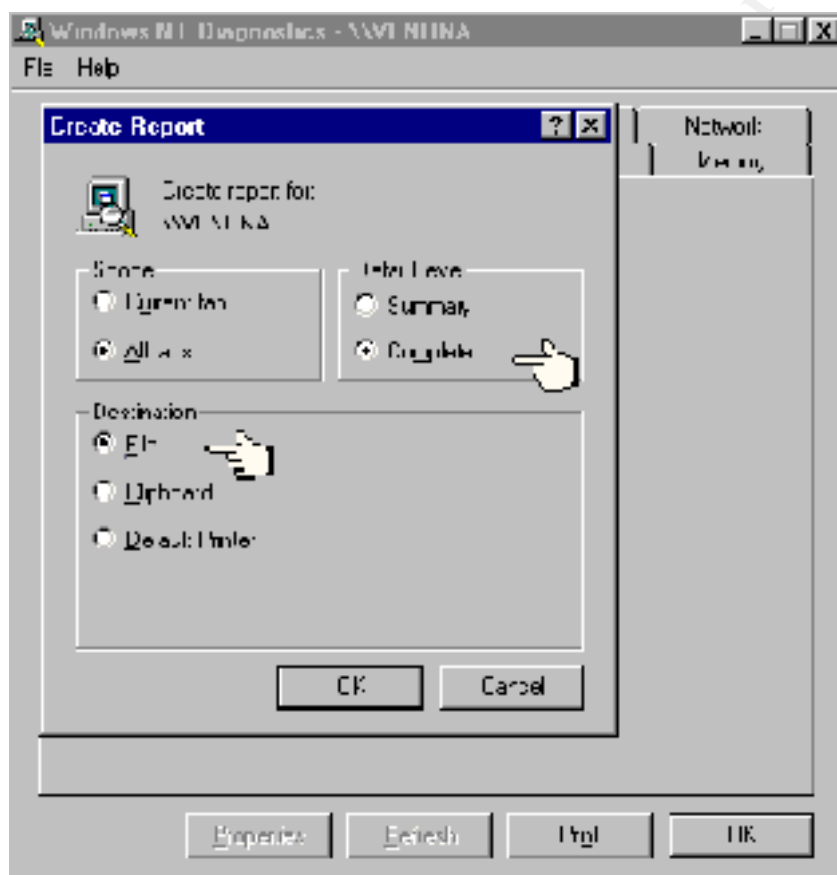 Windows NT Diagnostics -
File Help
Create Report
Network
Memory
Create report for:
Scope
Detail Level
Current tab
Summary
All tabs
Complete
Destination
File
Clipboard
Default Printer
OK Cancel
Properties Refresh Print OK